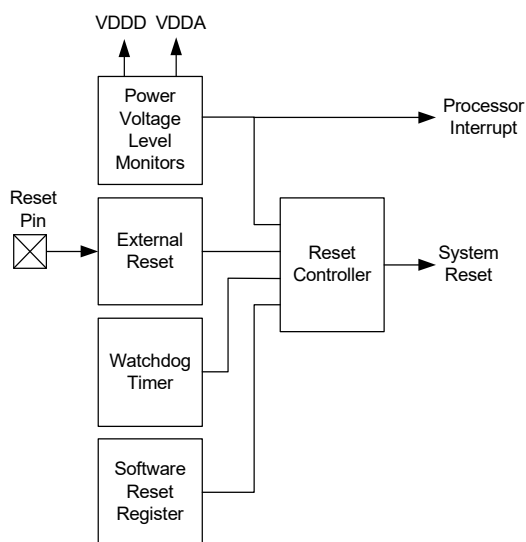 VDDD VDDA
Power
Voltage
Level
Monitors
Processor
Interrupt
Reset
Pin
External
Reset
Reset
Controller
System
Reset
Watchdog
Timer
Software
Reset
Register